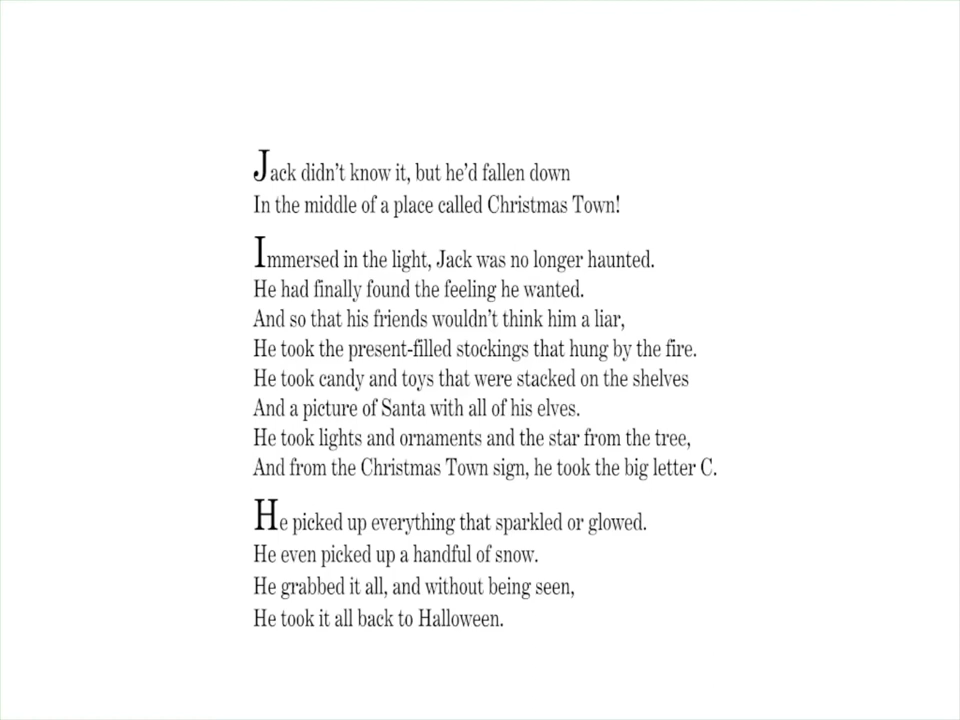 Jack didn’t know it, but he’d fallen down
In the middle of a place called Christmas Town!
Immersed in the light, Jack was no longer haunted.
He had finally found the feeling he wanted.
And so that his friends wouldn’t think him a liar,
He took the present-filled stockings that hung by the fire.
He took candy and toys that were stacked on the shelves
And a picture of Santa with all of his elves.
He took lights and ornaments and the star from the tree,
And from the Christmas Town sign, he took the big letter C.
He picked up everything that sparkled or glowed.
He even picked up a handful of snow.
He grabbed it all, and without being seen,
He took it all back to Halloween.